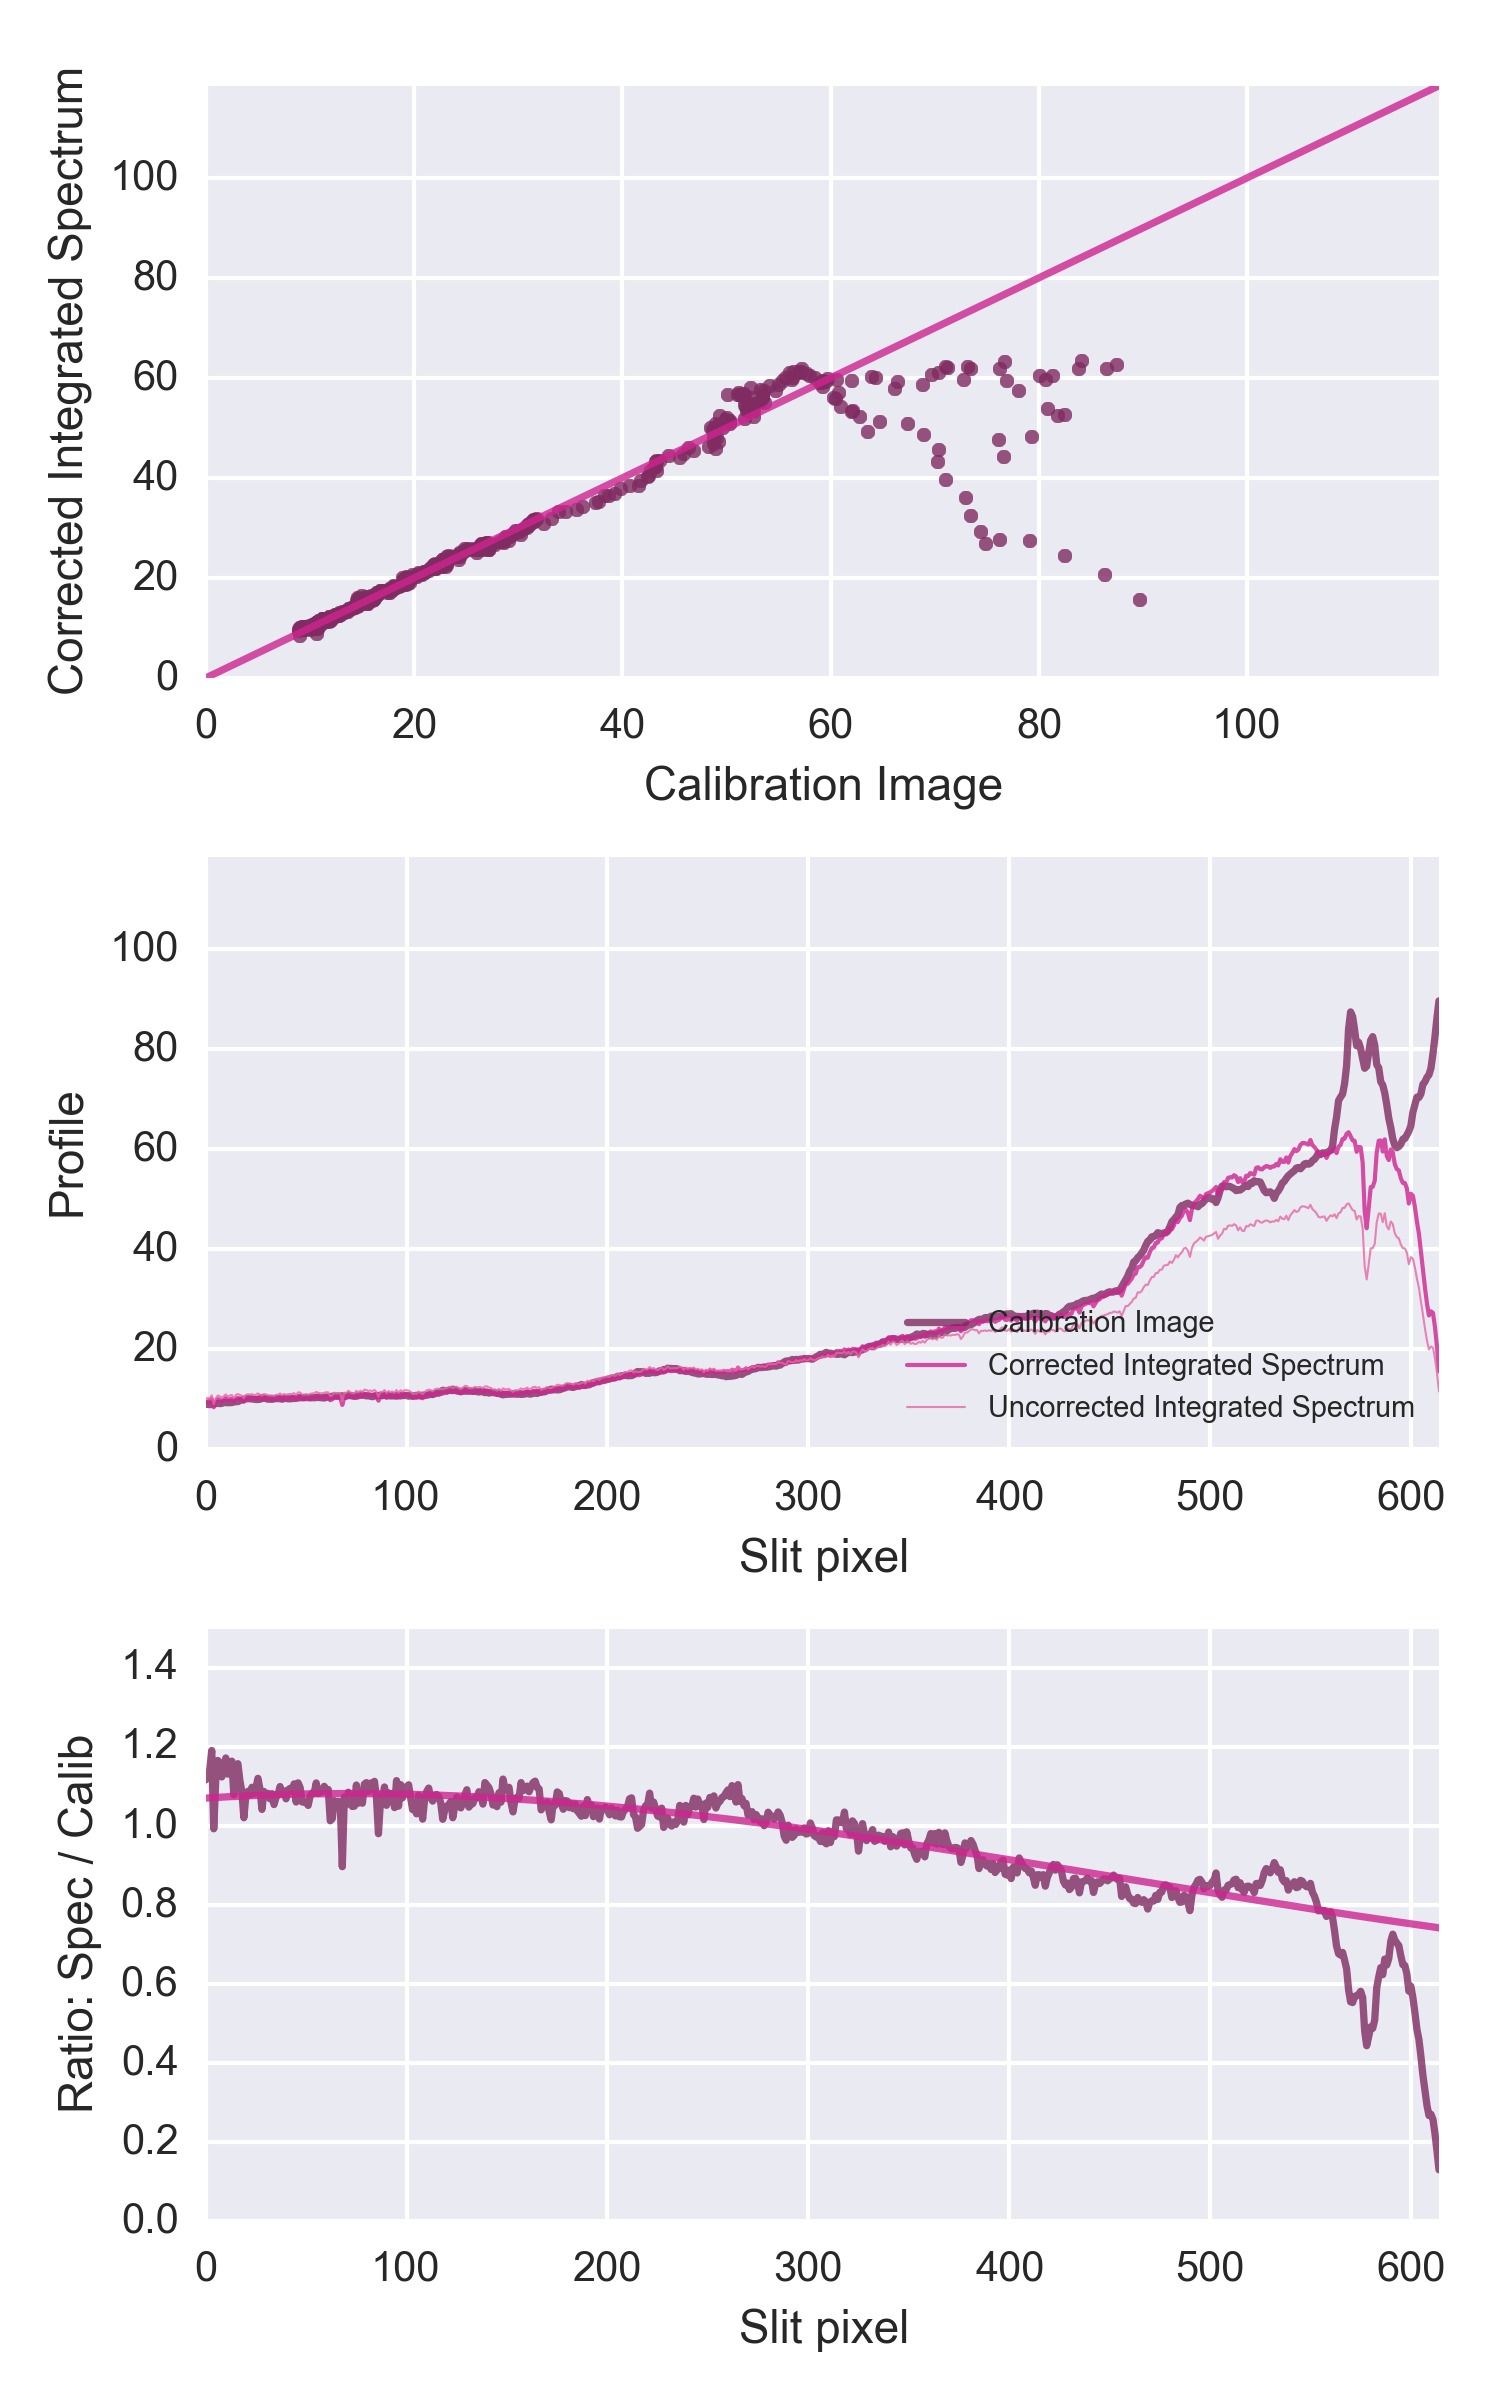 Corrected Integrated Spectrum
100
80
60
40
20
0
0 20 40 60 80 100
Calibration Image
Profile
100
80
60
40
20
0
Calibration Image
Corrected Integrated Spectrum
Uncorrected Integrated Spectrum
0 100 200 300 400 500 600
Slit pixel
Ratio: Spec / Calib
1.4
1.2
1.0
0.8
0.6
0.4
0.2
0.0
0 100 200 300 400 500 600
Slit pixel